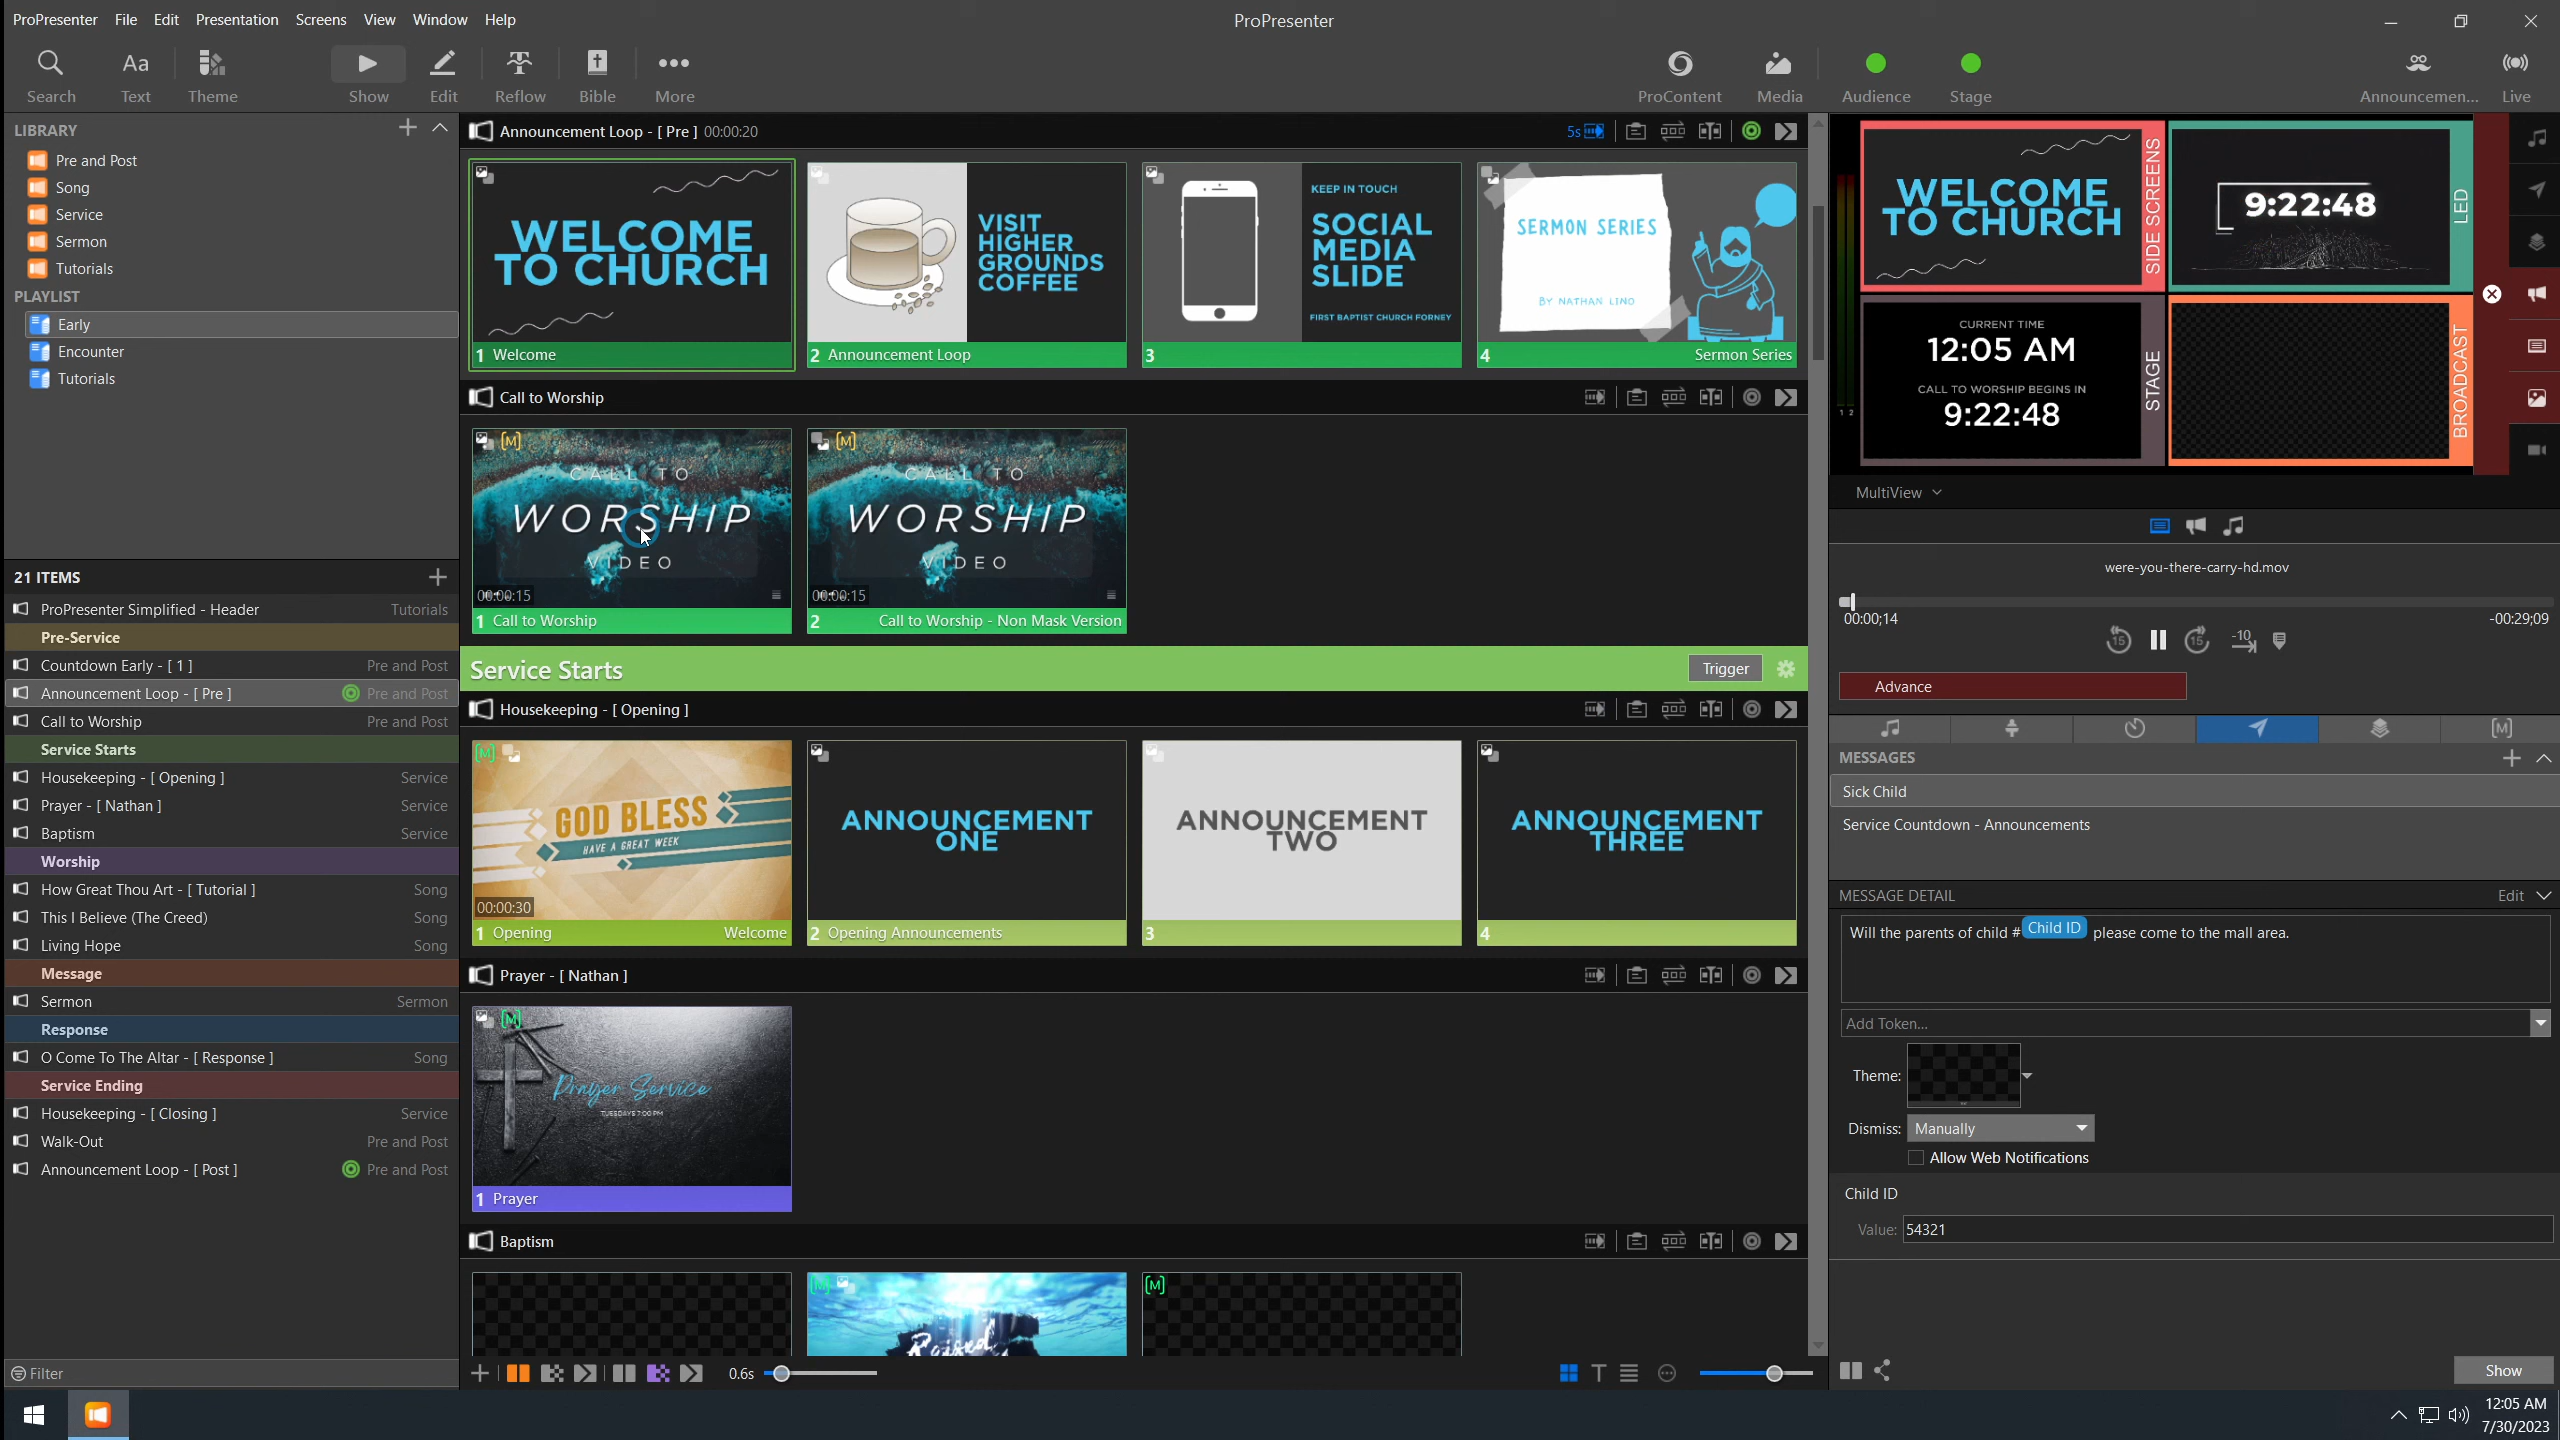 ProPresenter File Edit Presentation Screens View Window Help
ProPresenter
Search Text Theme Show Edit Reflow Bible More
ProContent Media Audience Stage Announcemen... Live
LIBRARY
Pre and Post
Song
Service
Sermon
Tutorials
PLAYLIST
Early
Encounter
Tutorials
21 ITEMS
ProPresenter Simplified - Header Tutorials
Pre-Service
Countdown Early - [ 1 ] Pre and Post
Announcement Loop - [ Pre ] Pre and Post
Call to Worship Pre and Post
Service Starts
Housekeeping - [ Opening ] Service
Prayer - [ Nathan ] Service
Baptism Service
Worship
How Great Thou Art - [ Tutorial ] Song
This I Believe (The Creed) Song
Living Hope Song
Message
Sermon Sermon
Response
O Come To The Altar - [ Response ] Song
Service Ending
Housekeeping - [ Closing ] Service
Walk-Out Pre and Post
Announcement Loop - [ Post ] Pre and Post
Filter
Announcement Loop - [ Pre ] 00:00:20
5s
WELCOME
TO CHURCH
1 Welcome
VISIT
HIGHER
GROUNDS
COFFEE
2 Announcement Loop
KEEP IN TOUCH
SOCIAL
MEDIA
SLIDE
FIRST BAPTIST CHURCH FORNEY
3
SERMON SERIES
BY NATHAN LINO
4 Sermon Series
Call to Worship
[M]
CALL TO
WORSHIP
VIDEO
00:00:15
1 Call to Worship
[M]
CALL TO
WORSHIP
VIDEO
00:00:15
2 Call to Worship - Non Mask Version
Service Starts
Trigger
Housekeeping - [ Opening ]
[M]
GOD BLESS
HAVE A GREAT WEEK
00:00:30
1 Opening Welcome
ANNOUNCEMENT
ONE
2 Opening Announcements
ANNOUNCEMENT
TWO
3
ANNOUNCEMENT
THREE
4
Prayer - [ Nathan ]
[M]
Prayer Service
TUESDAYS 7:00 PM
1 Prayer
Baptism
[M]
Raised
[M]
0.6s
WELCOME
TO CHURCH
SIDE SCREENS
9:22:48
LED
CURRENT TIME
12:05 AM
CALL TO WORSHIP BEGINS IN
9:22:48
STAGE
BROADCAST
1 2
MultiView
were-you-there-carry-hd.mov
00:00;14 -00:29;09
15 15 -10
Advance
[M]
MESSAGES
Sick Child
Service Countdown - Announcements
MESSAGE DETAIL Edit
Will the parents of child # Child ID please come to the mall area.
Add Token...
Theme:
Dismiss: Manually
Allow Web Notifications
Child ID
Value: 54321
Show
12:05 AM
7/30/2023